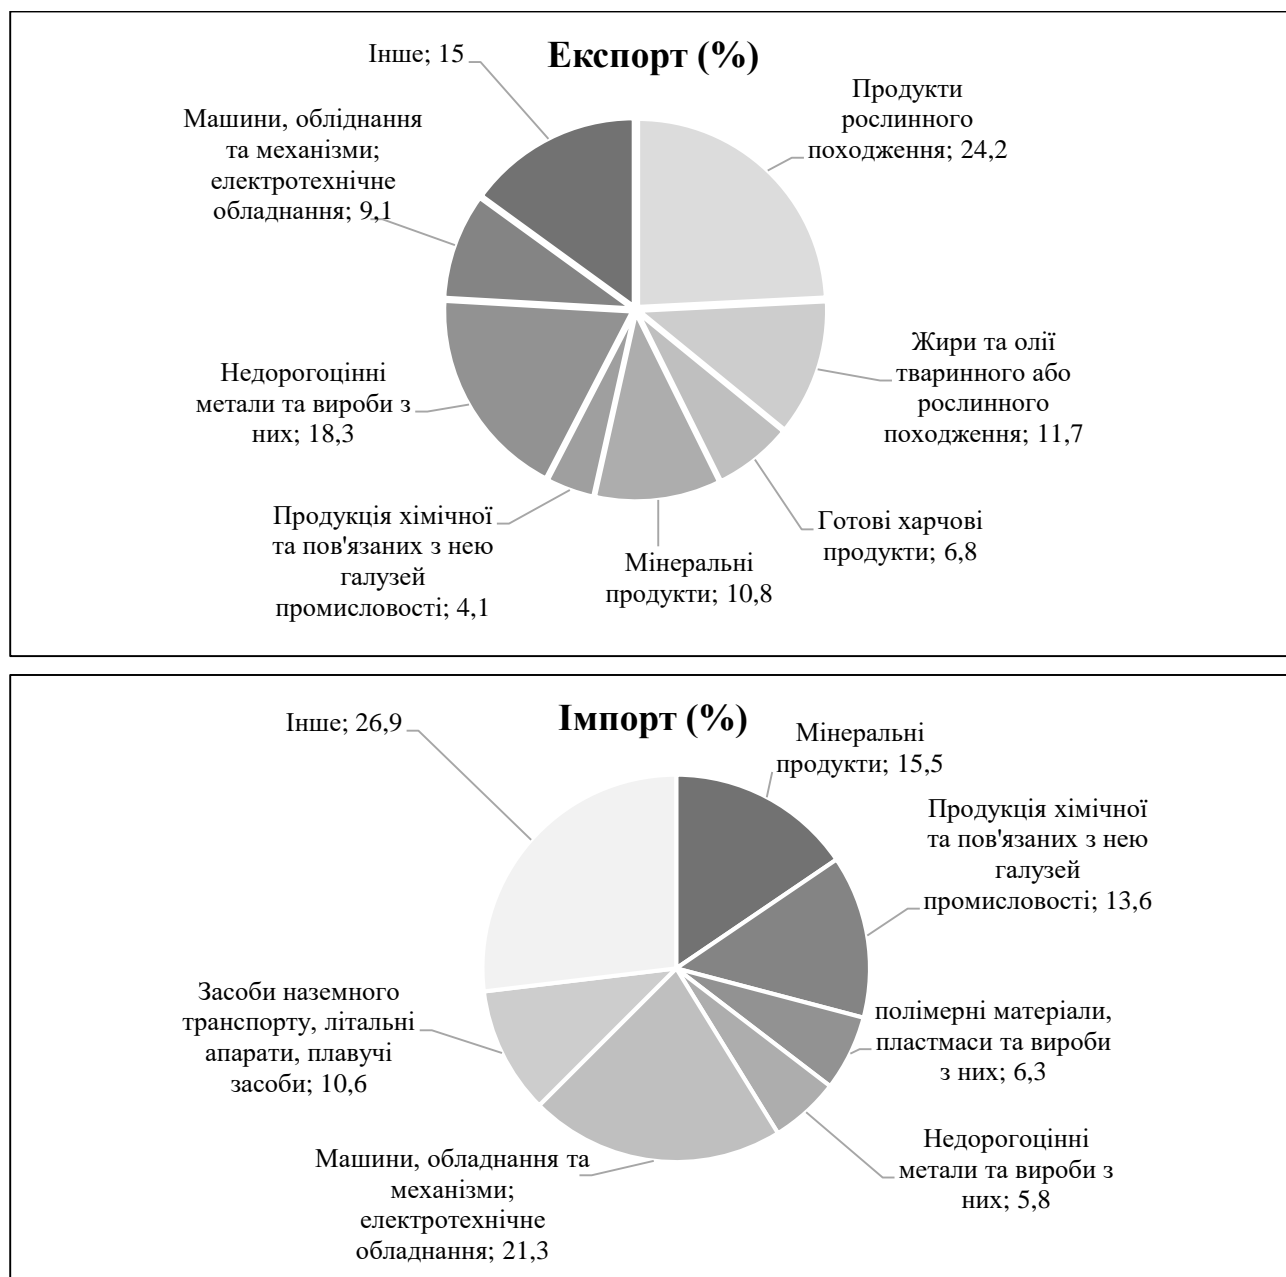 Експорт (%)
Інше; 15
Продукти
рослинного
походження; 24,2
Машини, обліднання
та механізми;
електротехнічне
обладнання; 9,1
Жири та олії
тваринного або
рослинного
походження; 11,7
Недорогоцінні
метали та вироби з
них; 18,3
Готові харчові
продукти; 6,8
Продукція хімічної
та пов'язаних з нею
галузей
промисловості; 4,1
Мінеральні
продукти; 10,8
Імпорт (%)
Інше; 26,9
Мінеральні
продукти; 15,5
Продукція хімічної
та пов'язаних з нею
галузей
промисловості; 13,6
Засоби наземного
транспорту, літальні
апарати, плавучі
засоби; 10,6
полімерні матеріали,
пластмаси та вироби
з них; 6,3
Недорогоцінні
метали та вироби з
них; 5,8
Машини, обладнання та
механізми;
електротехнічне
обладнання; 21,3